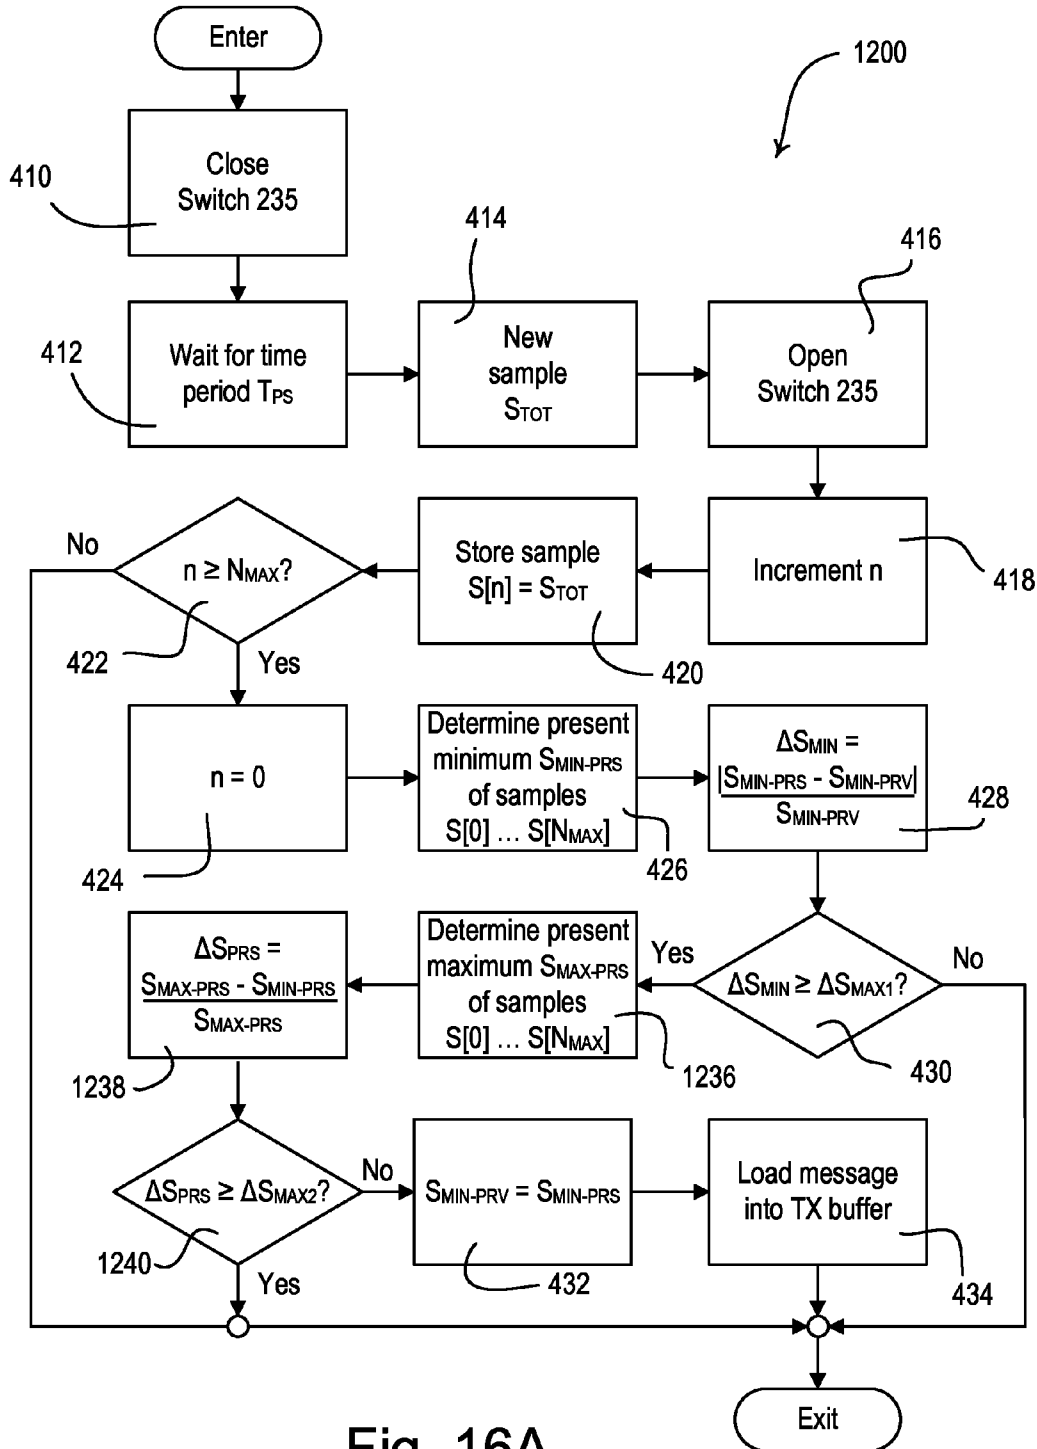 Enter
1200
Close
Switch 235
410
414
416
Wait for time
period TPS
412
New
sample
STOT
Open
Switch 235
No
n ≥ NMAX?
422
Yes
Store sample
S[n] = STOT
420
Increment n
418
n = 0
424
Determine present
minimum SMIN-PRS
of samples
S[0] ... S[NMAX]
426
ΔSMIN =
|SMIN-PRS - SMIN-PRV|
SMIN-PRV
428
ΔSPRS =
SMAX-PRS - SMIN-PRS
SMAX-PRS
1238
Determine present
maximum SMAX-PRS
of samples
S[0] ... S[NMAX]
1236
Yes
ΔSMIN ≥ ΔSMAX1?
No
430
ΔSPRS ≥ ΔSMAX2?
No
1240
Yes
SMIN-PRV = SMIN-PRS
432
Load message
into TX buffer
434
Exit
Fig. 16A